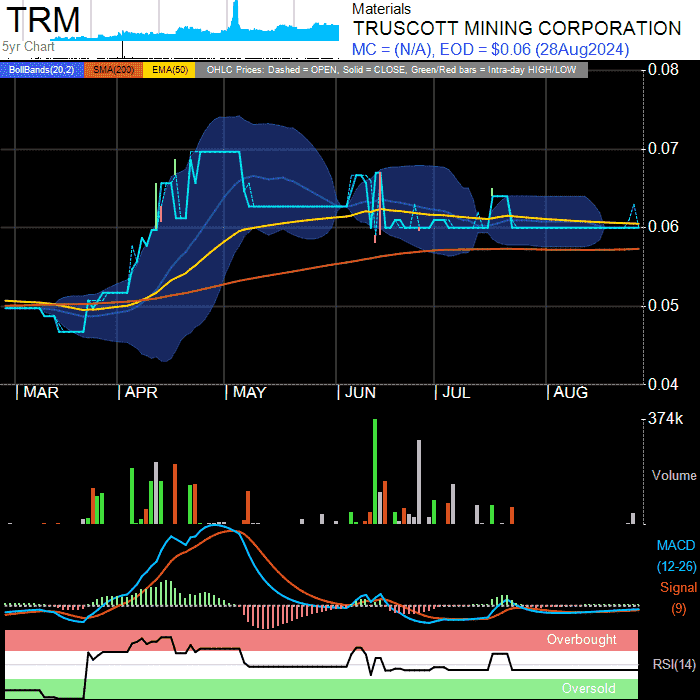 TRM
5yr Chart
Materials
TRUSCOTT MINING CORPORATION
MC = (N/A), EOD = $0.06 (28Aug2024)
BollBands(20,2) SMA(200) EMA(50) OHLC Prices: Dashed = OPEN, Solid = CLOSE, Green/Red bars = Intra-day HIGH/LOW
0.08
0.07
0.06
0.05
0.04
MAR APR MAY JUN JUL AUG
374k
Volume
MACD
(12-26)
Signal
(9)
Overbought
RSI(14)
Oversold